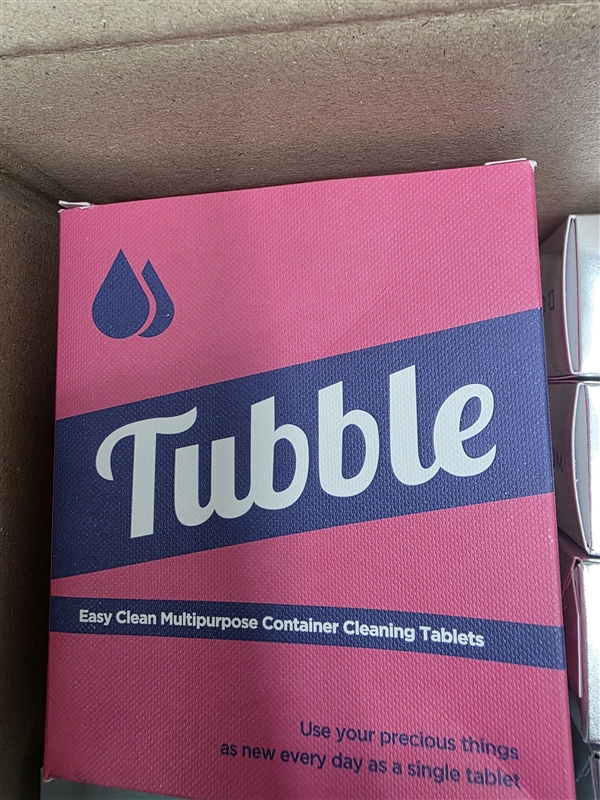 Tubble
Easy Clean Multipurpose Container Cleaning Tablets
Use your precious things
as new every day as a single tablet